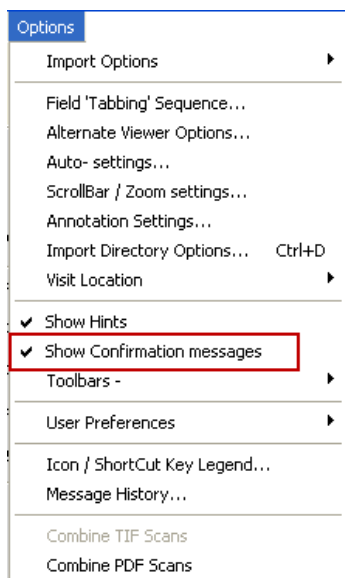 Options
Import Options
Field 'Tabbing' Sequence...
Alternate Viewer Options...
Auto- settings...
ScrollBar / Zoom settings...
Annotation Settings...
Import Directory Options... Ctrl+D
Visit Location
Show Hints
Show Confirmation messages
Toolbars -
User Preferences
Icon / ShortCut Key Legend...
Message History...
Combine TIF Scans
Combine PDF Scans